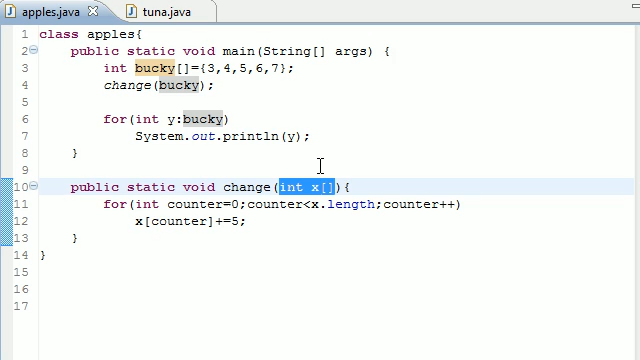 apples.java tuna.java
1 class apples{
2 public static void main(String[] args) {
3 int bucky[]={3,4,5,6,7};
4 change(bucky);
5
6 for(int y:bucky)
7 System.out.println(y);
8 }
9
10 public static void change(int x[]){
11 for(int counter=0;counter<x.length;counter++)
12 x[counter]+=5;
13 }
14 }
15
16
17